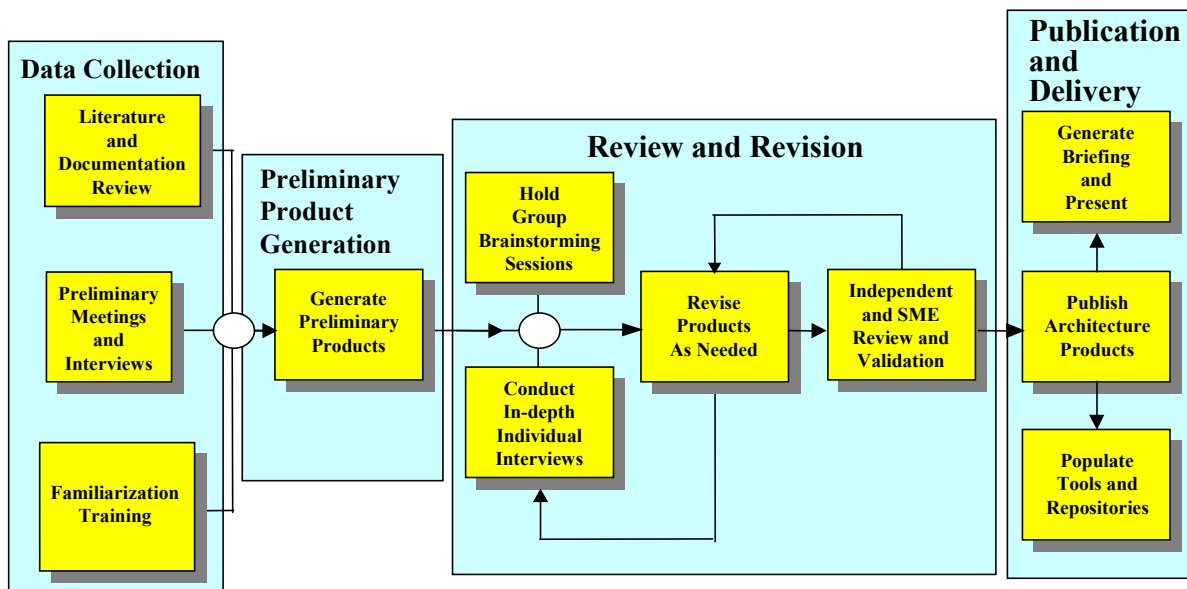 Data Collection
Literature
and
Documentation
Review
Preliminary
Meetings
and
Interviews
Familiarization
Training
Preliminary
Product
Generation
Generate
Preliminary
Products
Review and Revision
Hold
Group
Brainstorming
Sessions
Conduct
In-depth
Individual
Interviews
Revise
Products
As Needed
Independent
and SME
Review and
Validation
Publication
and
Delivery
Generate
Briefing
and
Present
Publish
Architecture
Products
Populate
Tools and
Repositories